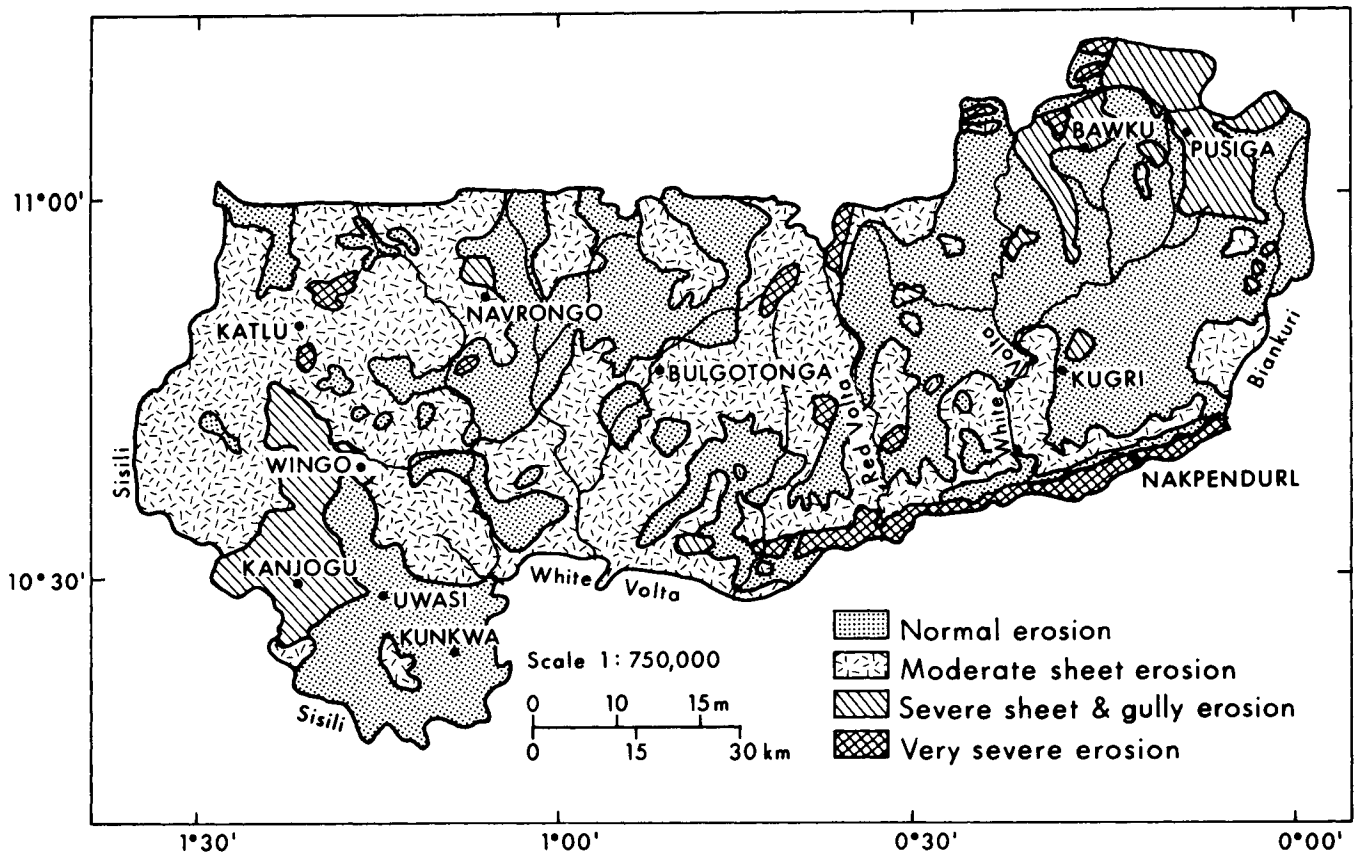 11°00'
10°30'
BAWKU
PUSIGA
NAVRONGO
KATLU
BULGOTONGA
KUGRI
White Volta
Red Volta
Biankuri
Sisili
WINGO
NAKPENDURL
KANJOGU
UWASI
KUNKWA
White Volta
Sisili
Scale 1:750,000
0 10 15 m
0 15 30 km
Normal erosion
Moderate sheet erosion
Severe sheet & gully erosion
Very severe erosion
1°30' 1°00' 0°30' 0°00'